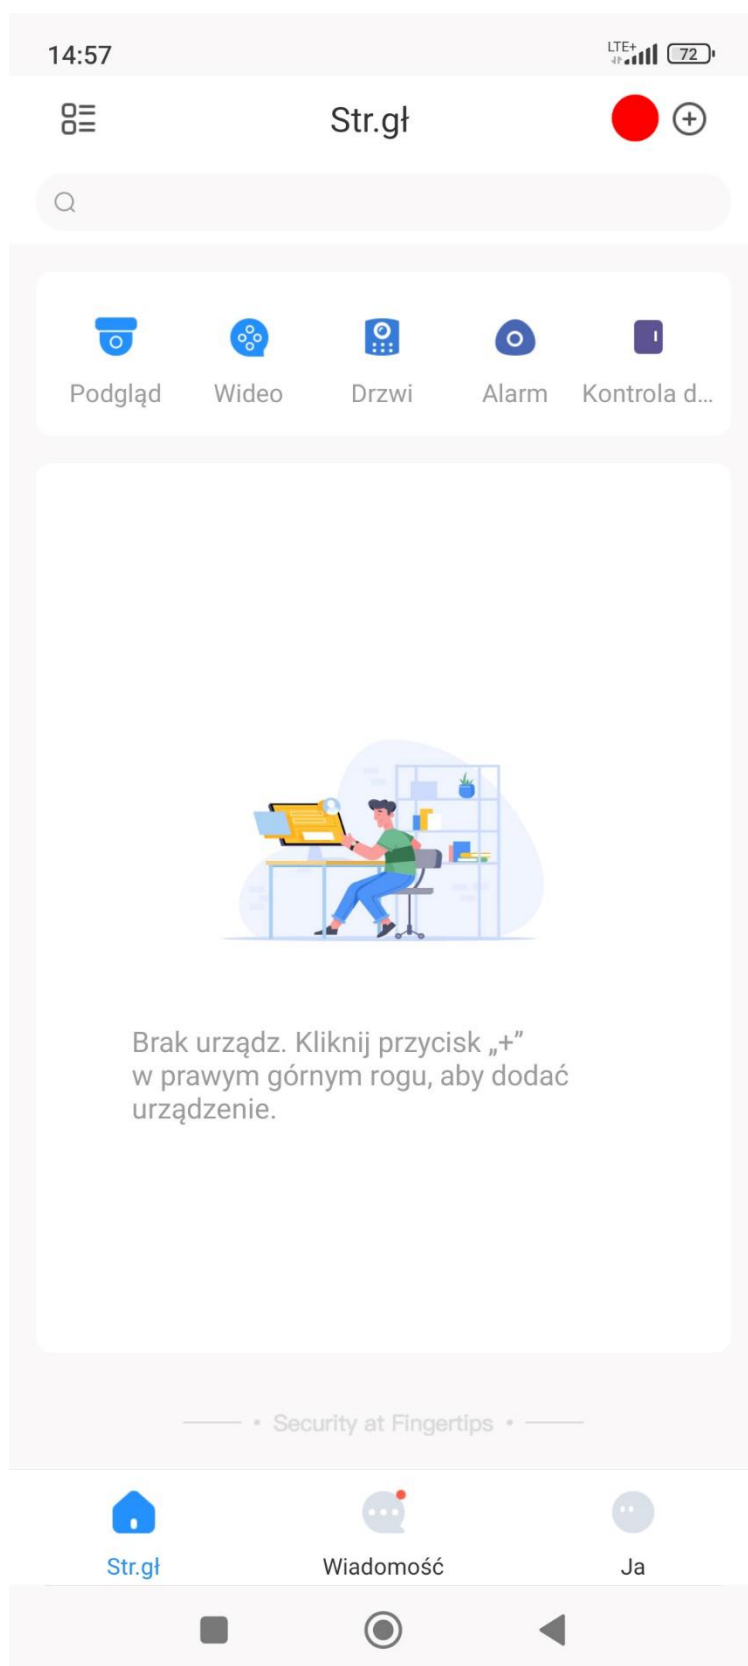 14:57
LTE+
72
Str.gł
Podgląd
Wideo
Drzwi
Alarm
Kontrola d...
Brak urządz. Kliknij przycisk „+”
w prawym górnym rogu, aby dodać
urządzenie.
• Security at Fingertips •
Str.gł
Wiadomość
Ja